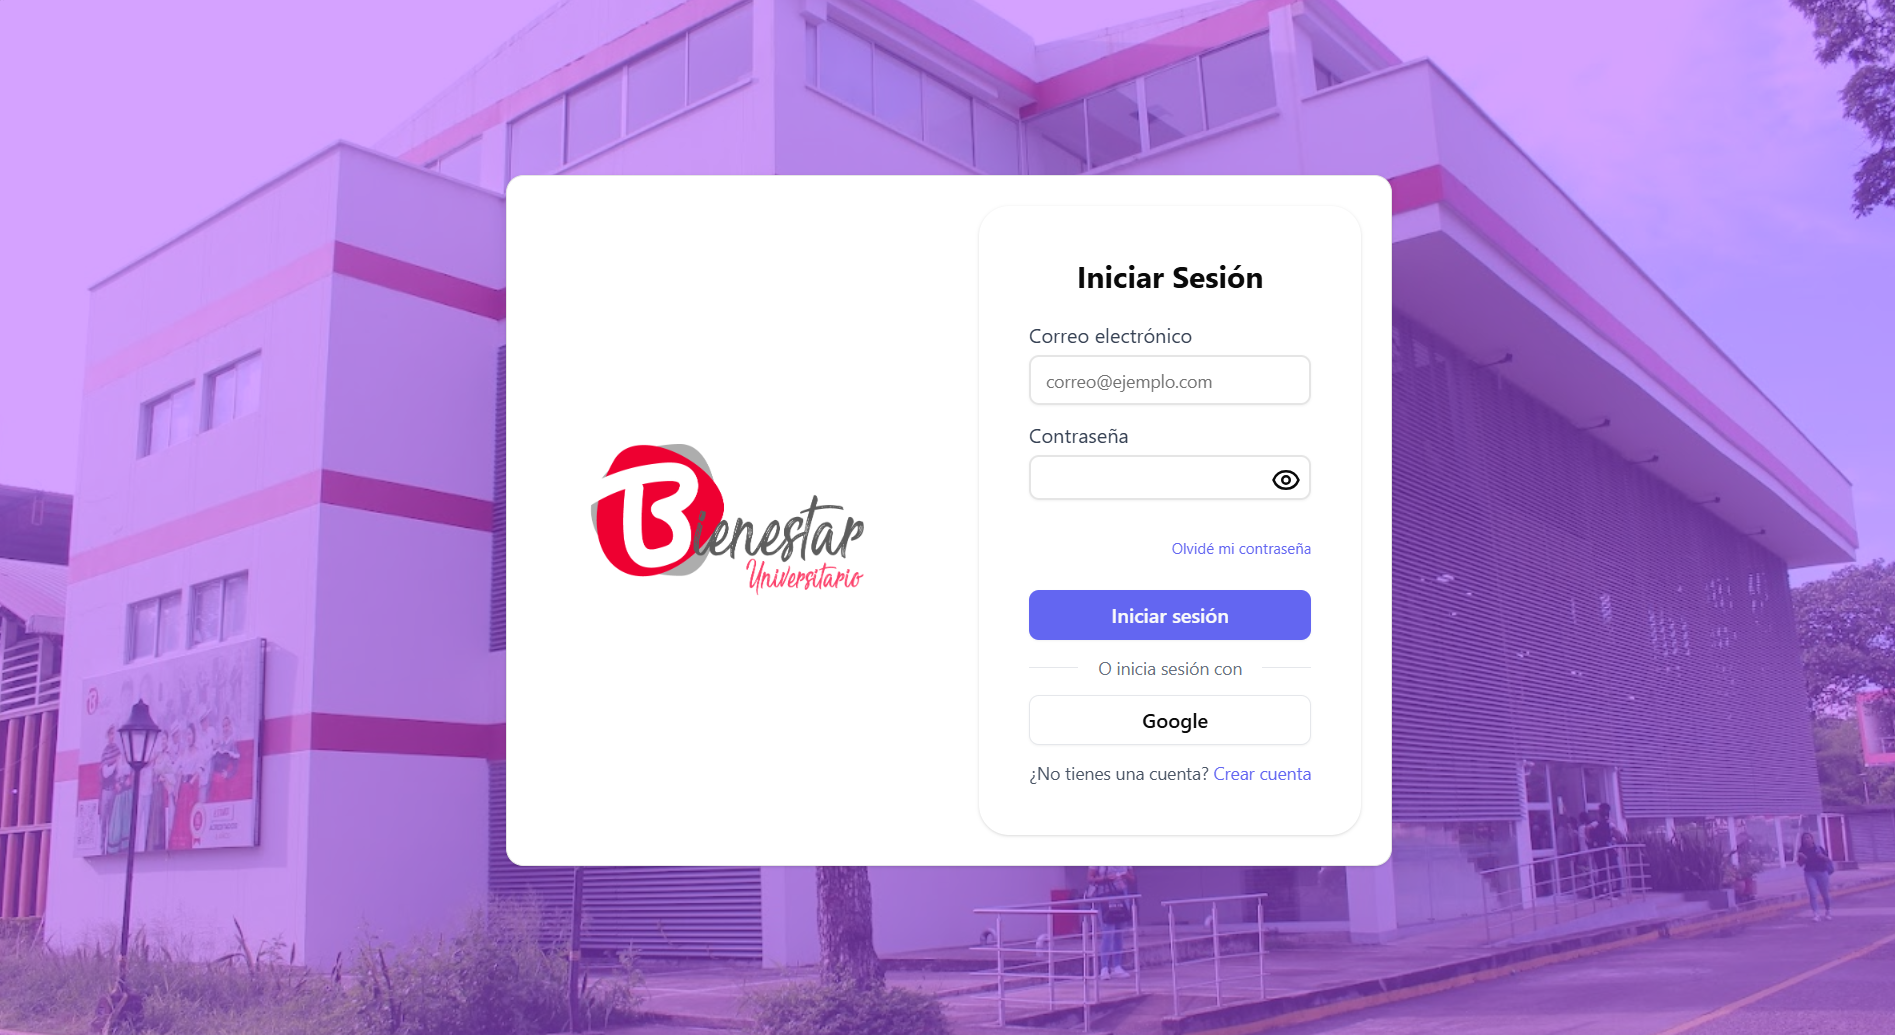 Bienestar
Universitario
Iniciar Sesión
Correo electrónico
correo@ejemplo.com
Contraseña
Olvidé mi contraseña
Iniciar sesión
O inicia sesión con
Google
¿No tienes una cuenta? Crear cuenta